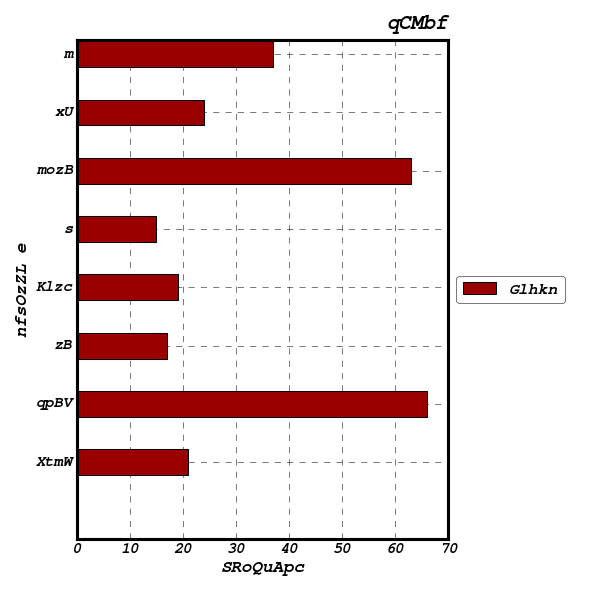 qCMbf
m
xU
mozB
s
Klzc
zB
qpBV
XtmW
nfsOzZL e
0 10 20 30 40 50 60 70
SRoQuApc
Glhkn